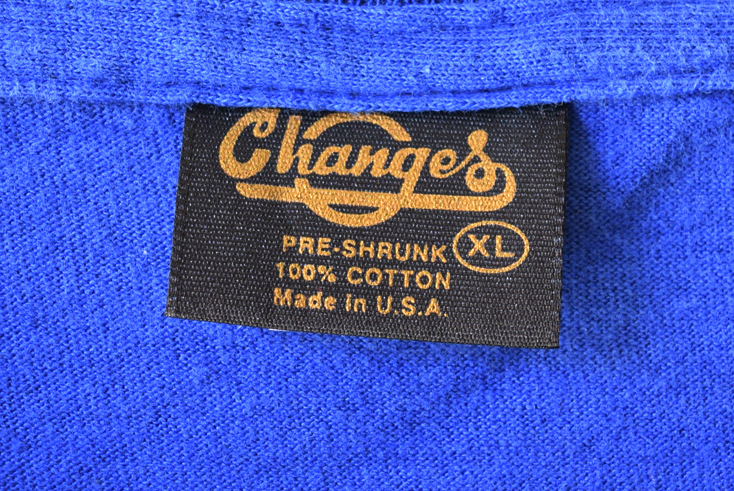 Changes
PRE-SHRUNK XL
100% COTTON
Made in U.S.A.